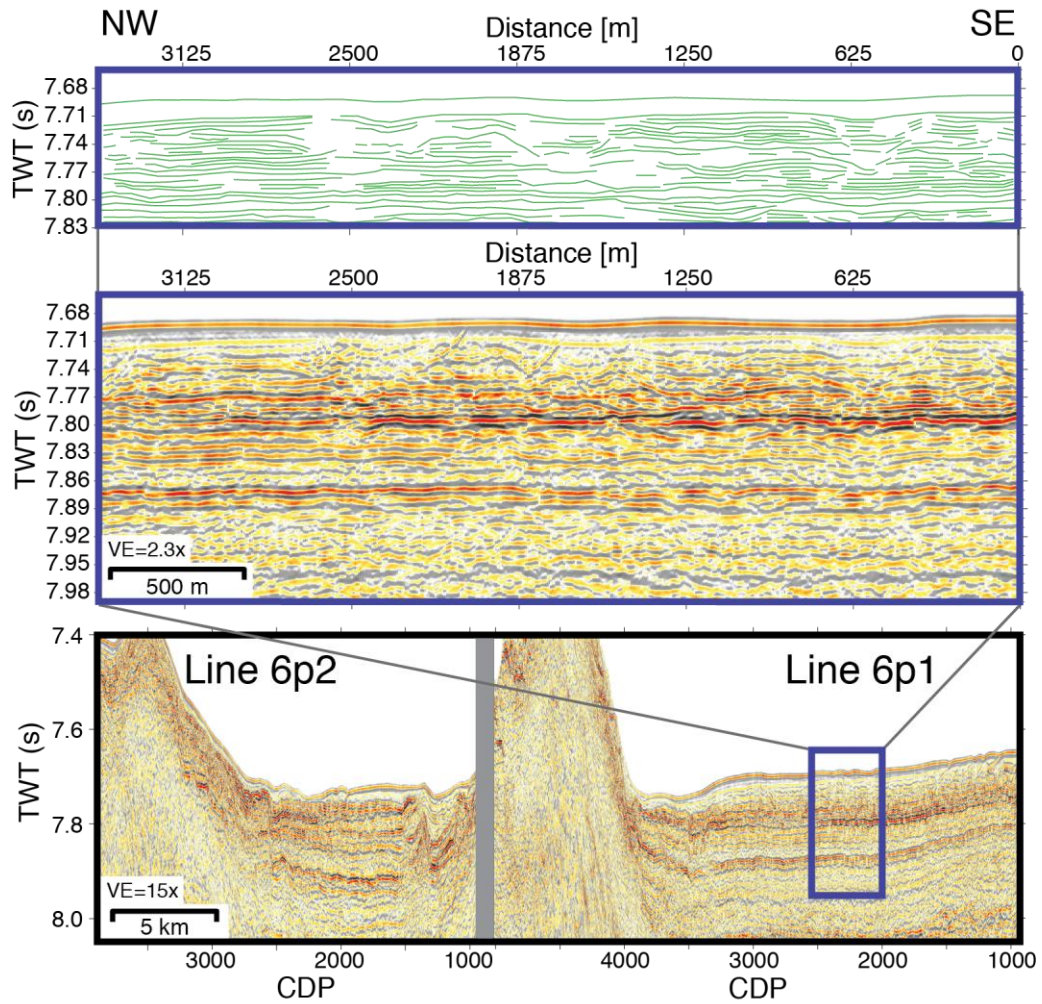 NW Distance [m] SE
3125 2500 1875 1250 625 0
TWT (s)
7.68
7.71
7.74
7.77
7.80
7.83
Distance [m]
3125 2500 1875 1250 625
TWT (s)
7.68
7.71
7.74
7.77
7.80
7.83
7.86
7.89
7.92
7.95
7.98
VE=2.3x
500 m
Line 6p2 Line 6p1
TWT (s)
7.4
7.6
7.8
8.0
VE=15x
5 km
3000 2000 1000 4000 3000 2000 1000
CDP CDP